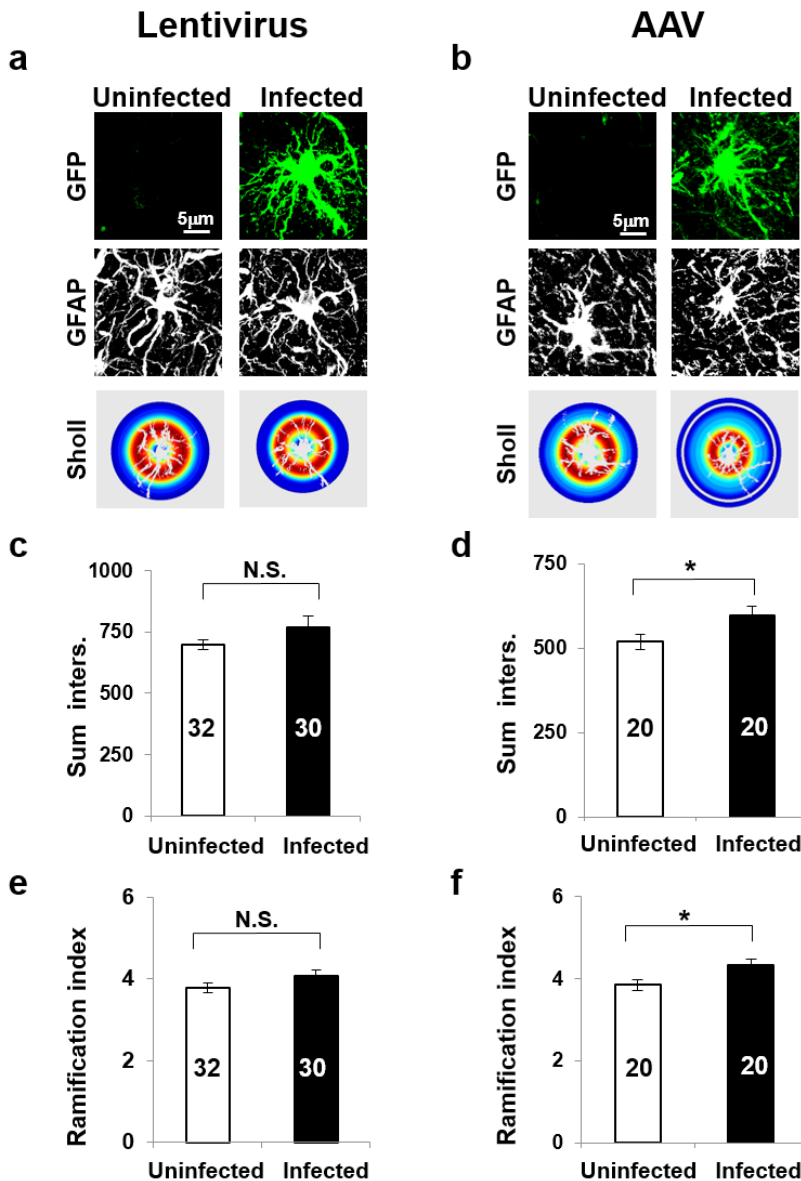 Lentivirus
AAV
a
b
Uninfected Infected
Uninfected Infected
GFP
5µm
GFP
5µm
GFAP
GFAP
Sholl
Sholl
c
d
Sum inters.
1000
750
500
250
0
N.S.
32
30
Uninfected Infected
Sum inters.
750
500
250
0
*
20
20
Uninfected Infected
e
f
Ramification index
6
4
2
0
N.S.
32
30
Uninfected Infected
Ramification index
6
4
2
0
*
20
20
Uninfected Infected